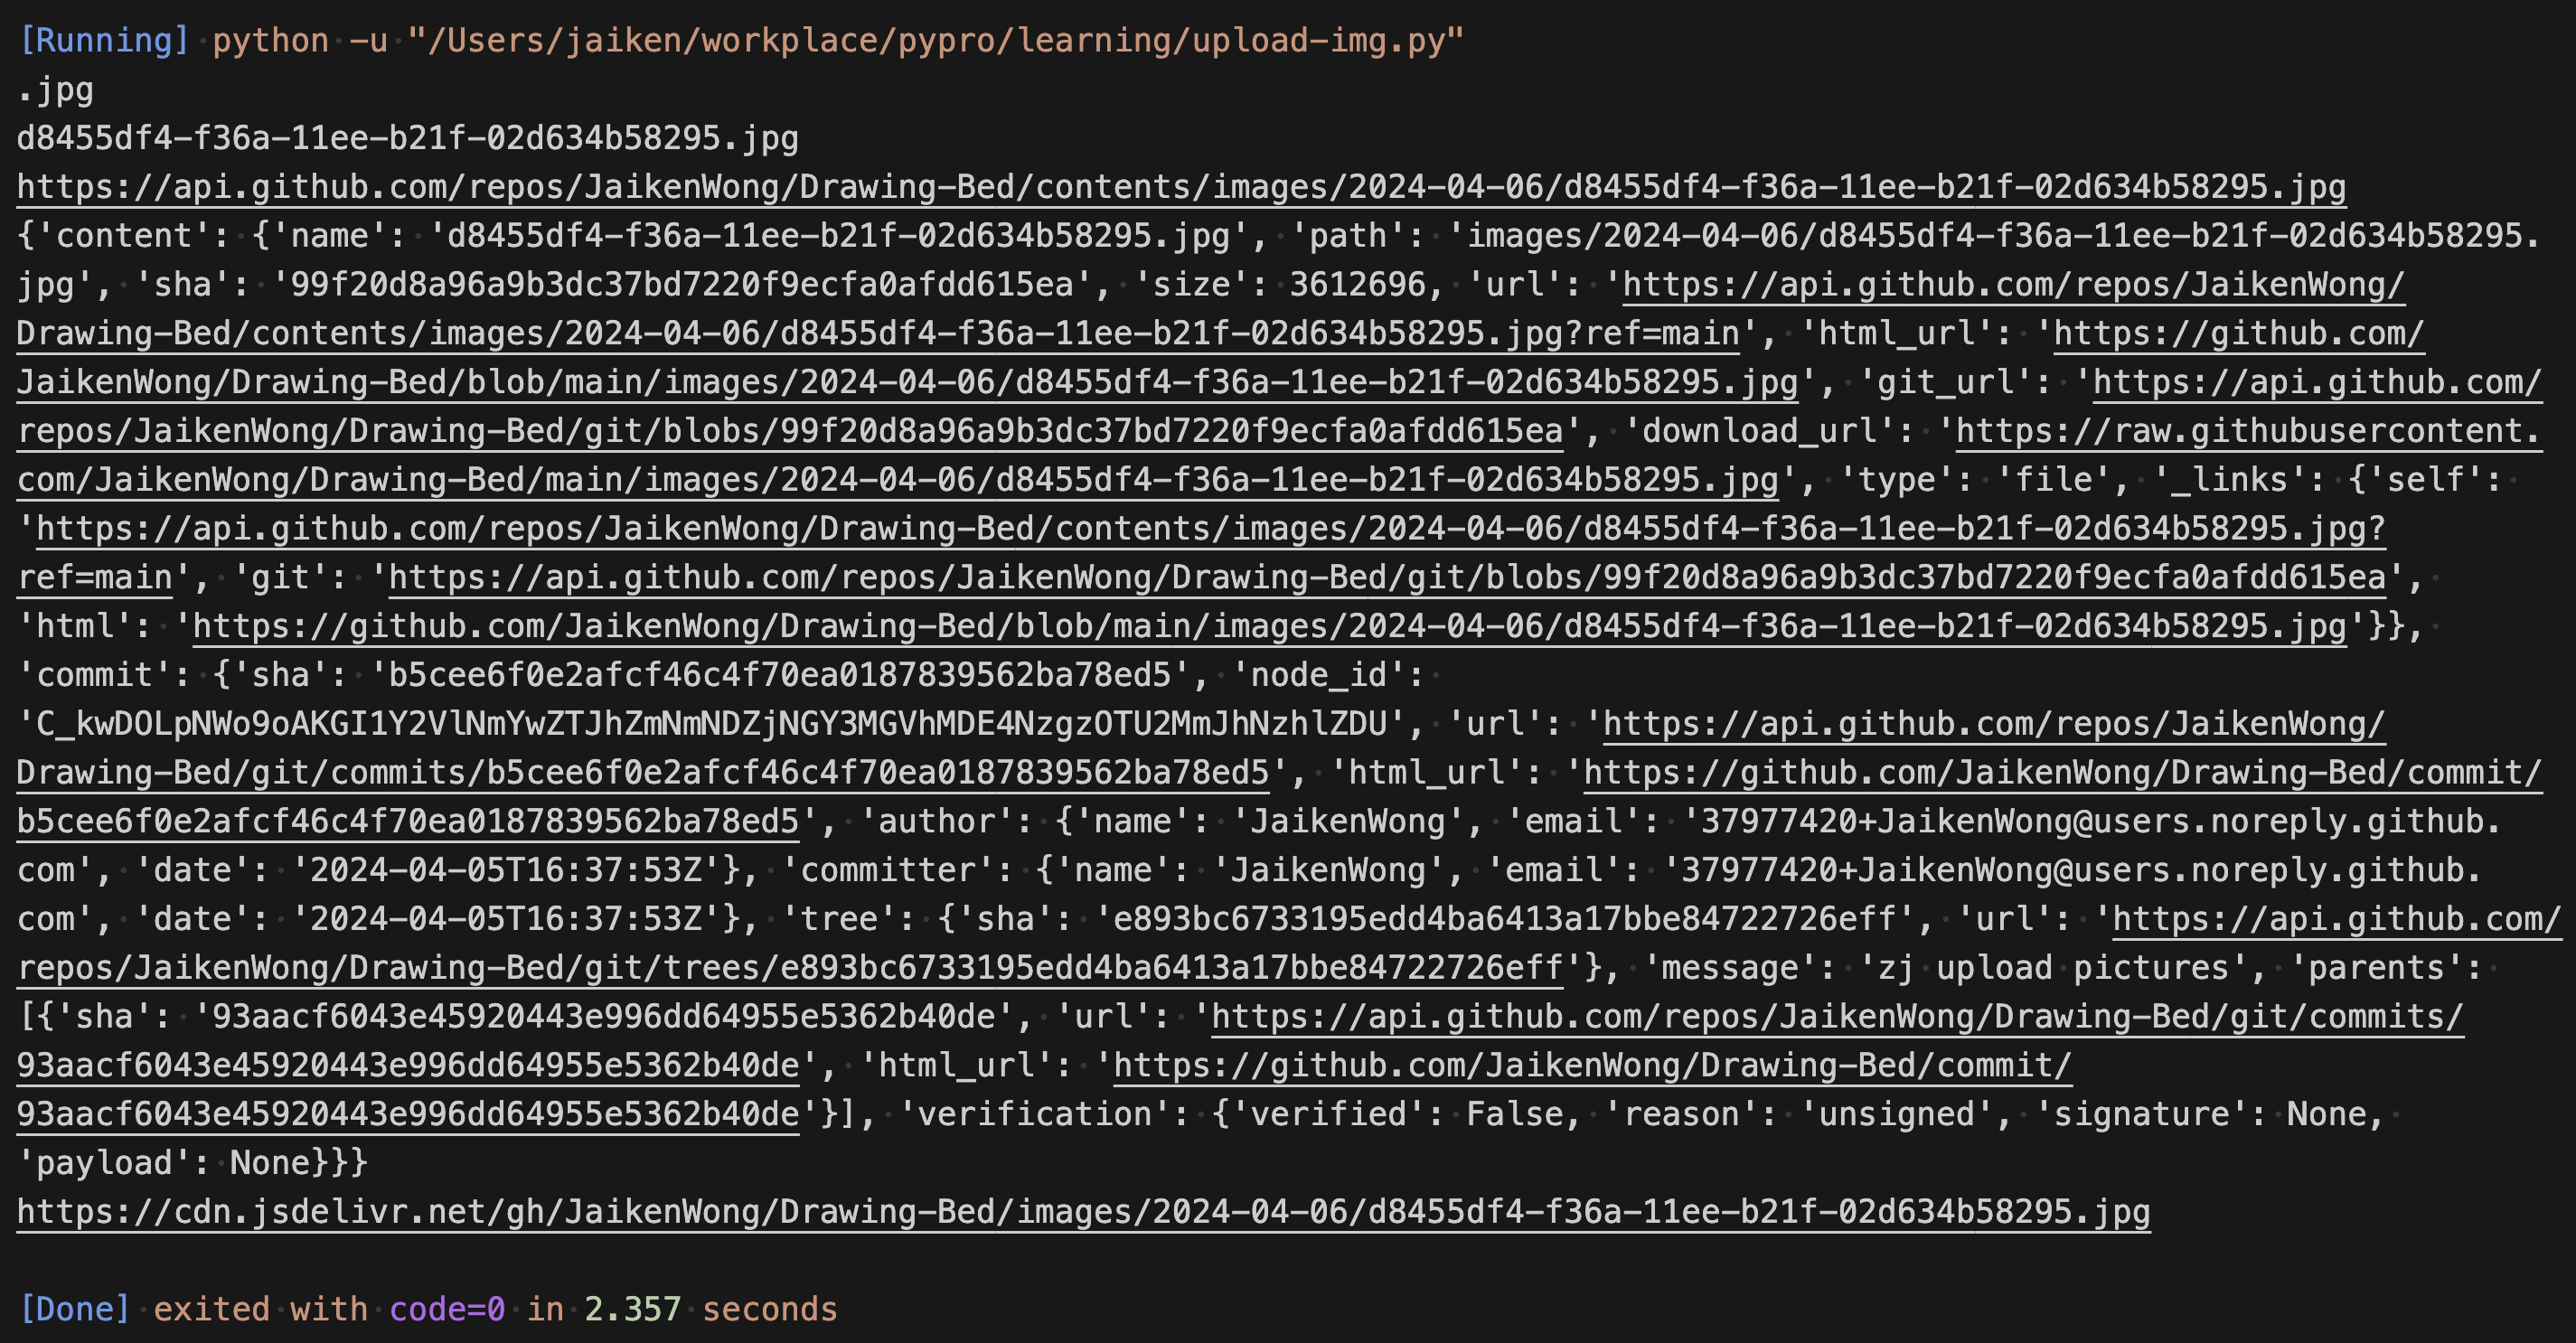 [Running] python -u "/Users/jaiken/workplace/pypro/learning/upload-img.py"
.jpg
d8455df4-f36a-11ee-b21f-02d634b58295.jpg
https://api.github.com/repos/JaikenWong/Drawing-Bed/contents/images/2024-04-06/d8455df4-f36a-11ee-b21f-02d634b58295.jpg
{'content': {'name': 'd8455df4-f36a-11ee-b21f-02d634b58295.jpg', 'path': 'images/2024-04-06/d8455df4-f36a-11ee-b21f-02d634b58295.
jpg', 'sha': '99f20d8a96a9b3dc37bd7220f9ecfa0afdd615ea', 'size': 3612696, 'url': 'https://api.github.com/repos/JaikenWong/
Drawing-Bed/contents/images/2024-04-06/d8455df4-f36a-11ee-b21f-02d634b58295.jpg?ref=main', 'html_url': 'https://github.com/
JaikenWong/Drawing-Bed/blob/main/images/2024-04-06/d8455df4-f36a-11ee-b21f-02d634b58295.jpg', 'git_url': 'https://api.github.com/
repos/JaikenWong/Drawing-Bed/git/blobs/99f20d8a96a9b3dc37bd7220f9ecfa0afdd615ea', 'download_url': 'https://raw.githubusercontent.
com/JaikenWong/Drawing-Bed/main/images/2024-04-06/d8455df4-f36a-11ee-b21f-02d634b58295.jpg', 'type': 'file', '_links': {'self':
'https://api.github.com/repos/JaikenWong/Drawing-Bed/contents/images/2024-04-06/d8455df4-f36a-11ee-b21f-02d634b58295.jpg?
ref=main', 'git': 'https://api.github.com/repos/JaikenWong/Drawing-Bed/git/blobs/99f20d8a96a9b3dc37bd7220f9ecfa0afdd615ea',
'html': 'https://github.com/JaikenWong/Drawing-Bed/blob/main/images/2024-04-06/d8455df4-f36a-11ee-b21f-02d634b58295.jpg'}},
'commit': {'sha': 'b5cee6f0e2afcf46c4f70ea0187839562ba78ed5', 'node_id':
'C_kwDOLpNWo9oAKGI1Y2VlNmYwZTJhZmNmNDZjNGY3MGVhMDE4NzgzOTU2MmJhNzhlZDU', 'url': 'https://api.github.com/repos/JaikenWong/
Drawing-Bed/git/commits/b5cee6f0e2afcf46c4f70ea0187839562ba78ed5', 'html_url': 'https://github.com/JaikenWong/Drawing-Bed/commit/
b5cee6f0e2afcf46c4f70ea0187839562ba78ed5', 'author': {'name': 'JaikenWong', 'email': '37977420+JaikenWong@users.noreply.github.
com', 'date': '2024-04-05T16:37:53Z'}, 'committer': {'name': 'JaikenWong', 'email': '37977420+JaikenWong@users.noreply.github.
com', 'date': '2024-04-05T16:37:53Z'}, 'tree': {'sha': 'e893bc6733195edd4ba6413a17bbe84722726eff', 'url': 'https://api.github.com/
repos/JaikenWong/Drawing-Bed/git/trees/e893bc6733195edd4ba6413a17bbe84722726eff'}, 'message': 'zj upload pictures', 'parents':
[{'sha': '93aacf6043e45920443e996dd64955e5362b40de', 'url': 'https://api.github.com/repos/JaikenWong/Drawing-Bed/git/commits/
93aacf6043e45920443e996dd64955e5362b40de', 'html_url': 'https://github.com/JaikenWong/Drawing-Bed/commit/
93aacf6043e45920443e996dd64955e5362b40de'}], 'verification': {'verified': False, 'reason': 'unsigned', 'signature': None,
'payload': None}}}
https://cdn.jsdelivr.net/gh/JaikenWong/Drawing-Bed/images/2024-04-06/d8455df4-f36a-11ee-b21f-02d634b58295.jpg
[Done] exited with code=0 in 2.357 seconds